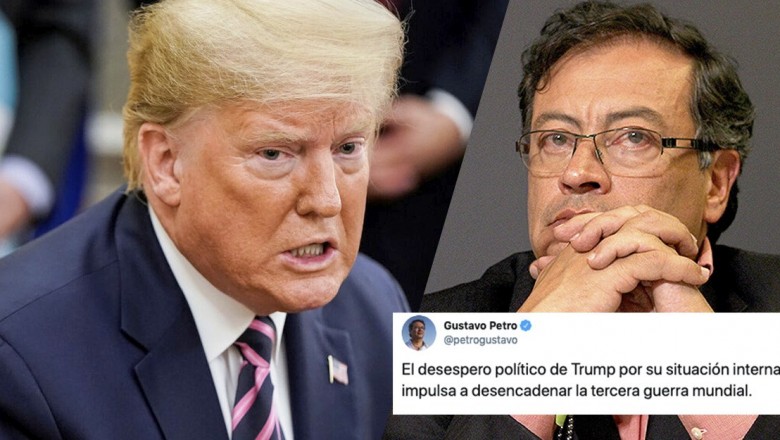 Gustavo Petro
@petrogustavo
El desespero político de Trump por su situación interna
impulsa a desencadenar la tercera guerra mundial.